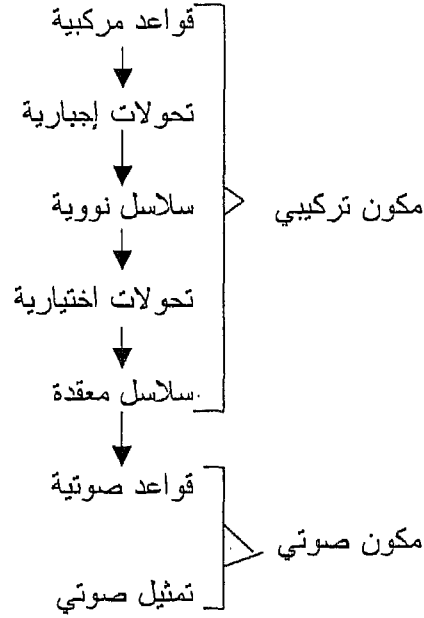 قواعد مركبية
تحولات إجبارية
سلاسل نووية
مكون تركيبي
تحولات اختيارية
سلاسل معقدة
قواعد صوتية
مكون صوتي
تمثيل صوتي